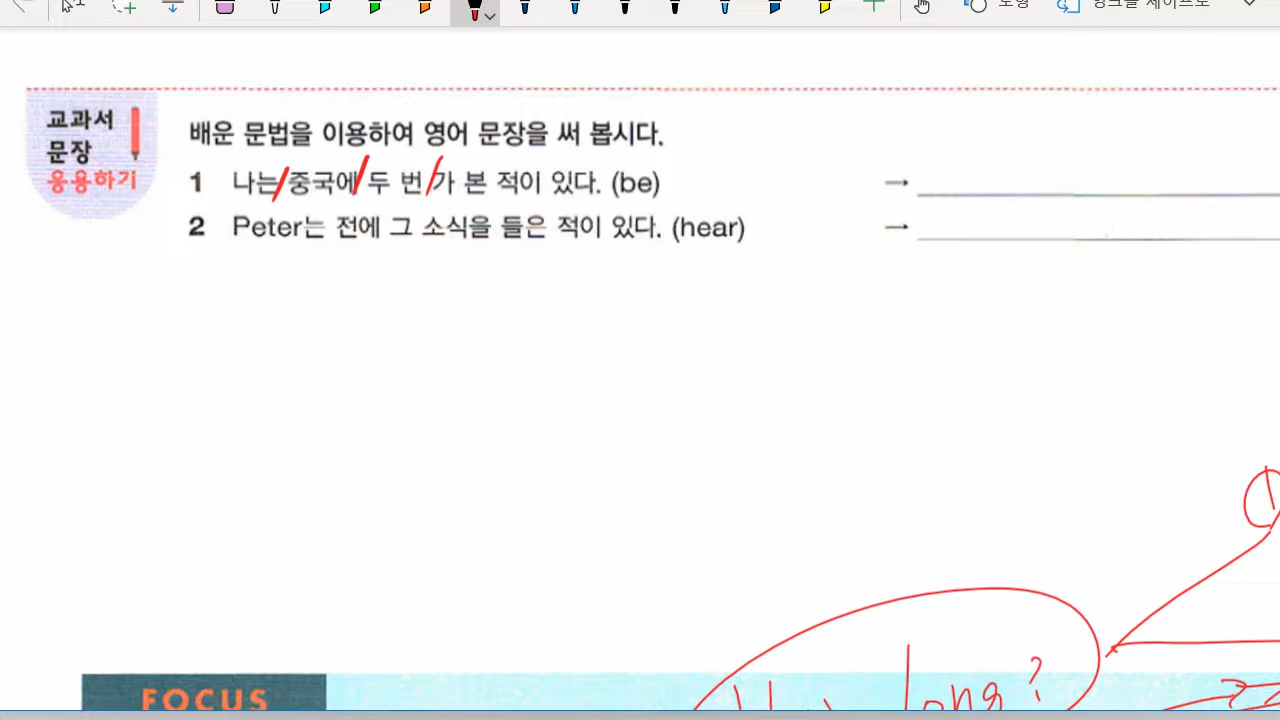 교과서
문장
응용하기
배운 문법을 이용하여 영어 문장을 써 봅시다.
1 나는 중국에 두 번 가 본 적이 있다. (be) →
2 Peter는 전에 그 소식을 들은 적이 있다. (hear) →
long?
FOCUS